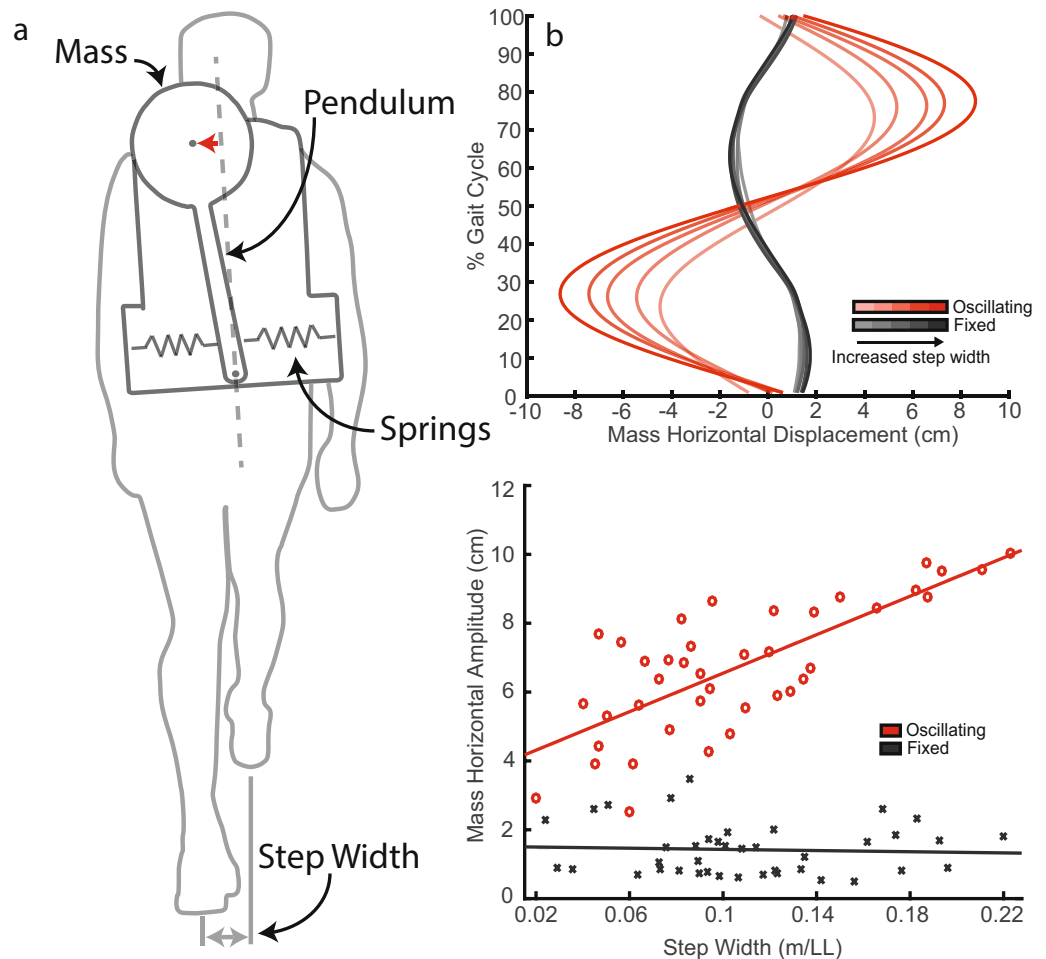 a
Mass
Pendulum
Springs
Step Width
b
100
90
80
70
60
50
40
30
20
10
0
% Gait Cycle
-10 -8 -6 -4 -2 0 2 4 6 8 10
Mass Horizontal Displacement (cm)
Oscillating
Fixed
Increased step width
12
10
8
6
4
2
0
Mass Horizontal Amplitude (cm)
Oscillating
Fixed
0.02 0.06 0.1 0.14 0.18 0.22
Step Width (m/LL)